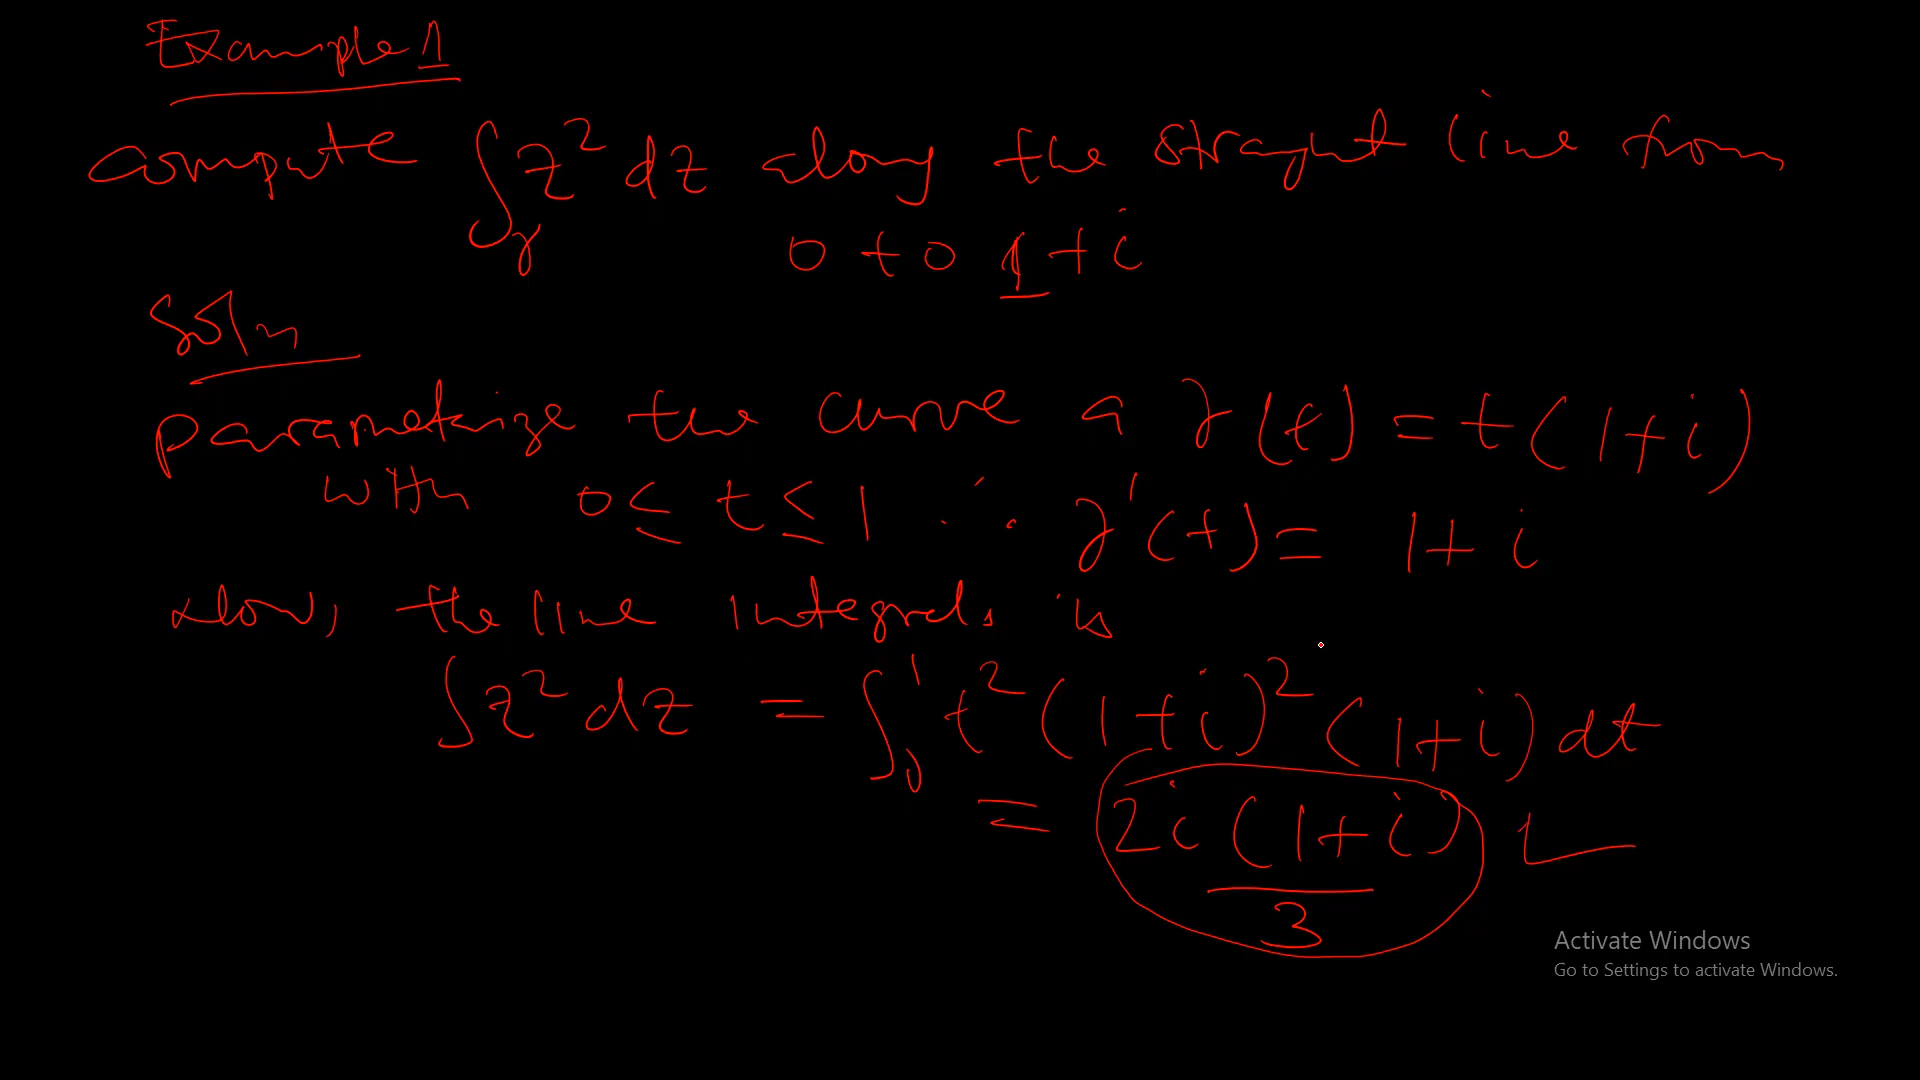 Example 1
compute ∫_γ z² dz along the straight line from
0 to 1+i
Soln
parametrize the curve a γ(t) = t(1+i)
with 0 ≤ t ≤ 1 . ∴ γ'(t) = 1+i
Now, the line integrals is
∫z² dz = ∫₀¹ t² (1+i)² (1+i) dt
= 2i(1+i)/3
Activate Windows
Go to Settings to activate Windows.